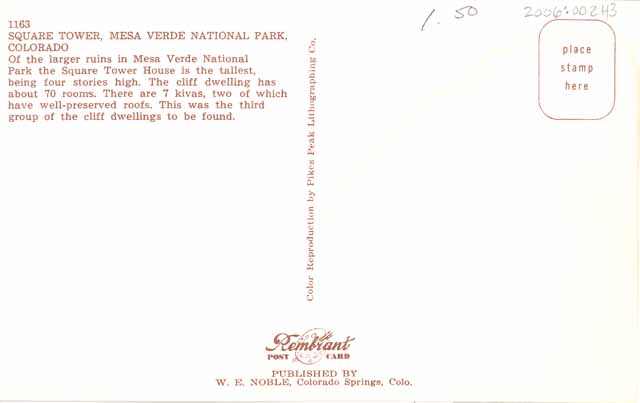 1.50
2006:002H3
1163
SQUARE TOWER, MESA VERDE NATIONAL PARK,
COLORADO
Of the larger ruins in Mesa Verde National
Park the Square Tower House is the tallest,
being four stories high. The cliff dwelling has
about 70 rooms. There are 7 kivas, two of which
have well-preserved roofs. This was the third
group of the cliff dwellings to be found.
Color Reproduction by Pikes Peak Lithographing Co.
place
stamp
here
Rembrant
POST CARD
PUBLISHED BY
W. E. NOBLE, Colorado Springs, Colo.